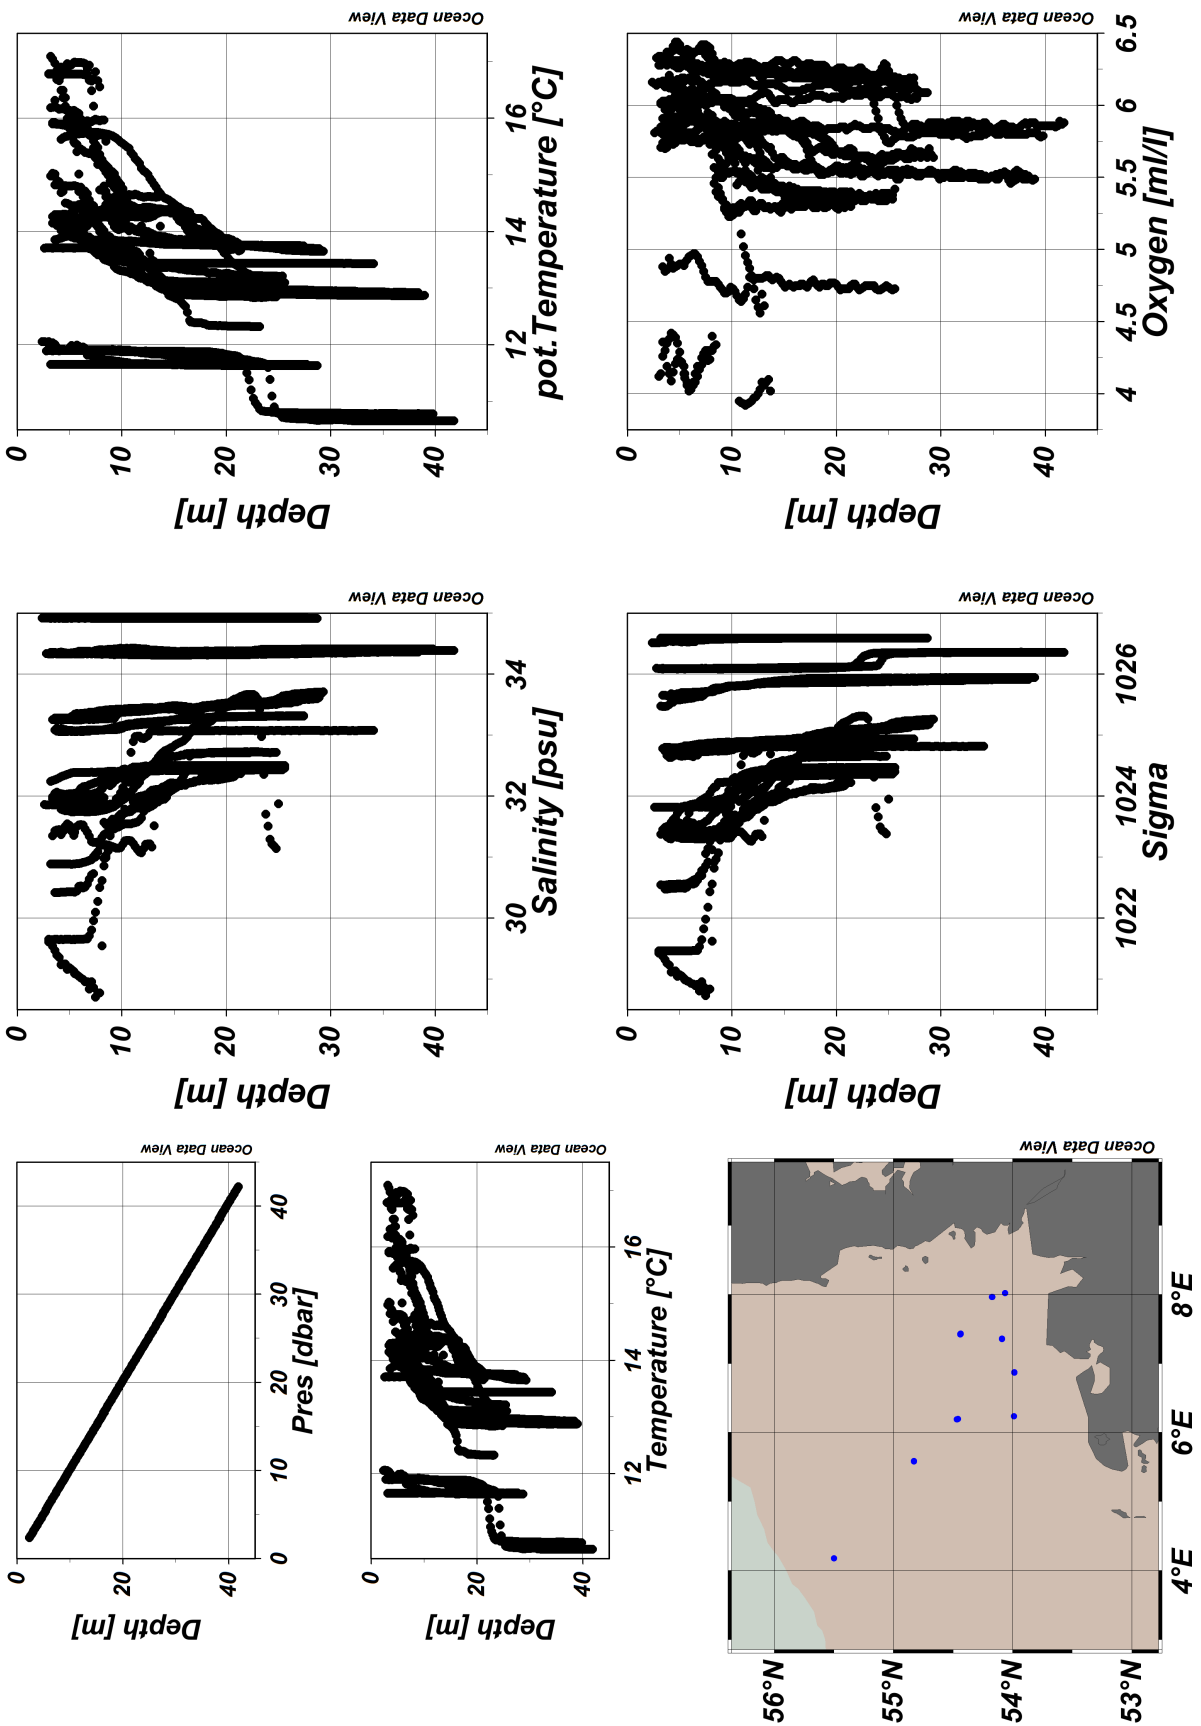 Ocean Data View
0
20
40
Depth [m]
0
10
20
30
40
Pres [dbar]
Ocean Data View
0
10
20
30
40
Depth [m]
30
32
34
Salinity [psu]
Ocean Data View
0
10
20
30
40
Depth [m]
12
14
16
pot.Temperature [°C]
Ocean Data View
0
20
40
Depth [m]
12
14
16
Temperature [°C]
Ocean Data View
0
10
20
30
40
Depth [m]
1022
1024
1026
Sigma
Ocean Data View
0
10
20
30
40
Depth [m]
4
4.5
5
5.5
6
6.5
Oxygen [ml/l]
Ocean Data View
56°N
55°N
54°N
53°N
4°E
6°E
8°E